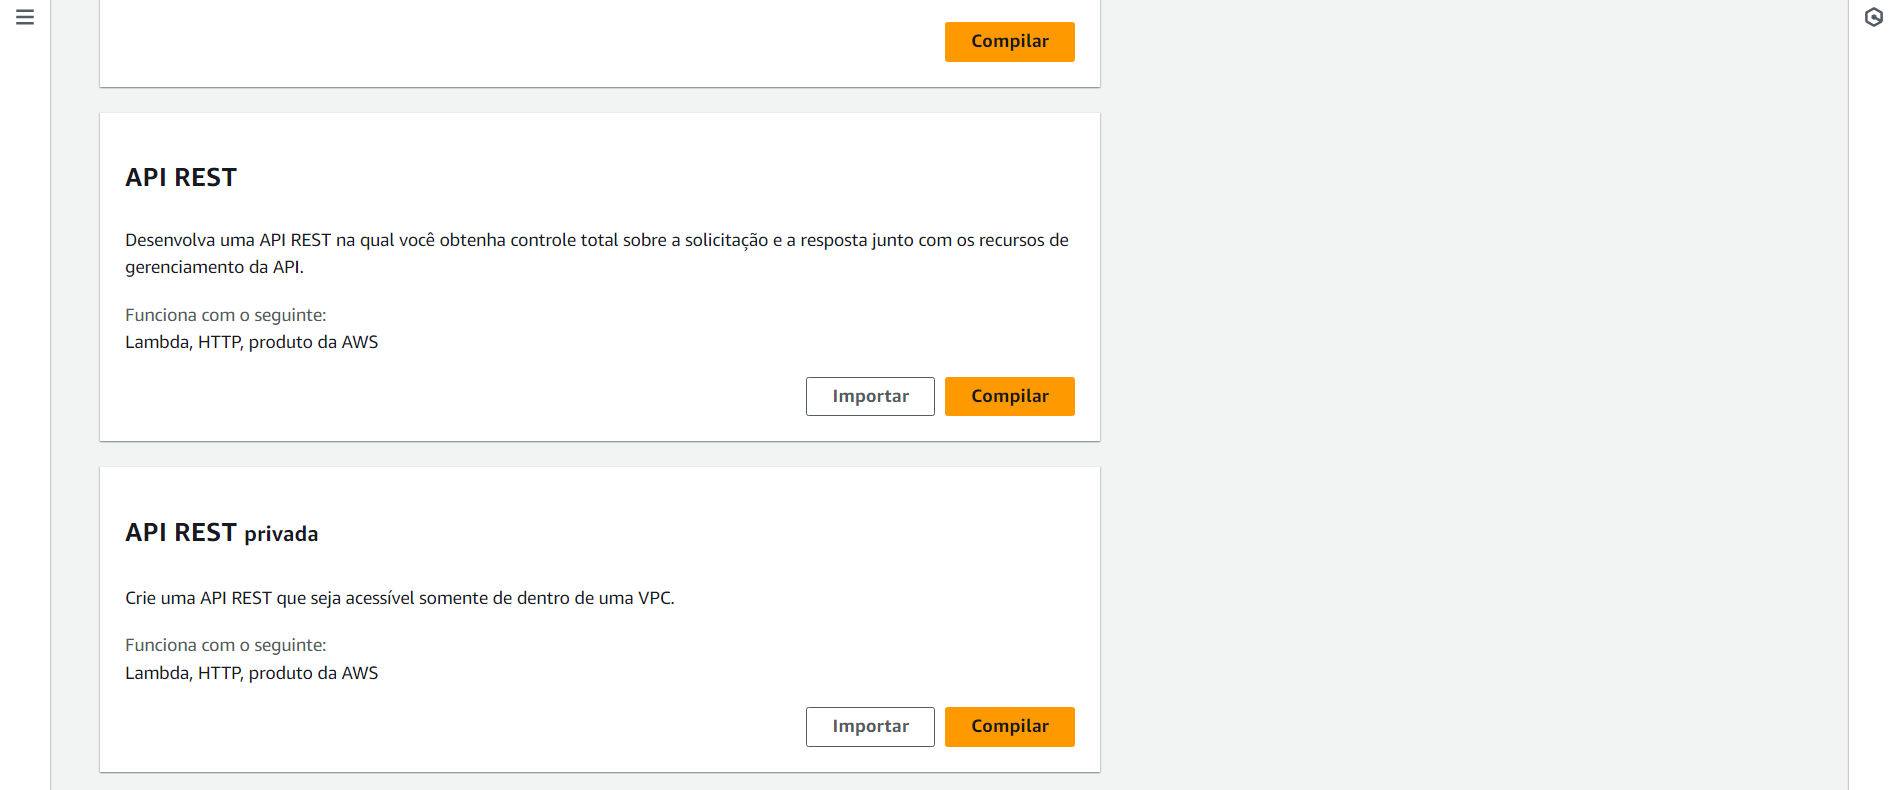 Compilar
API REST
Desenvolva uma API REST na qual você obtenha controle total sobre a solicitação e a resposta junto com os recursos de
gerenciamento da API.
Funciona com o seguinte:
Lambda, HTTP, produto da AWS
Importar
Compilar
API REST privada
Crie uma API REST que seja acessível somente de dentro de uma VPC.
Funciona com o seguinte:
Lambda, HTTP, produto da AWS
Importar
Compilar